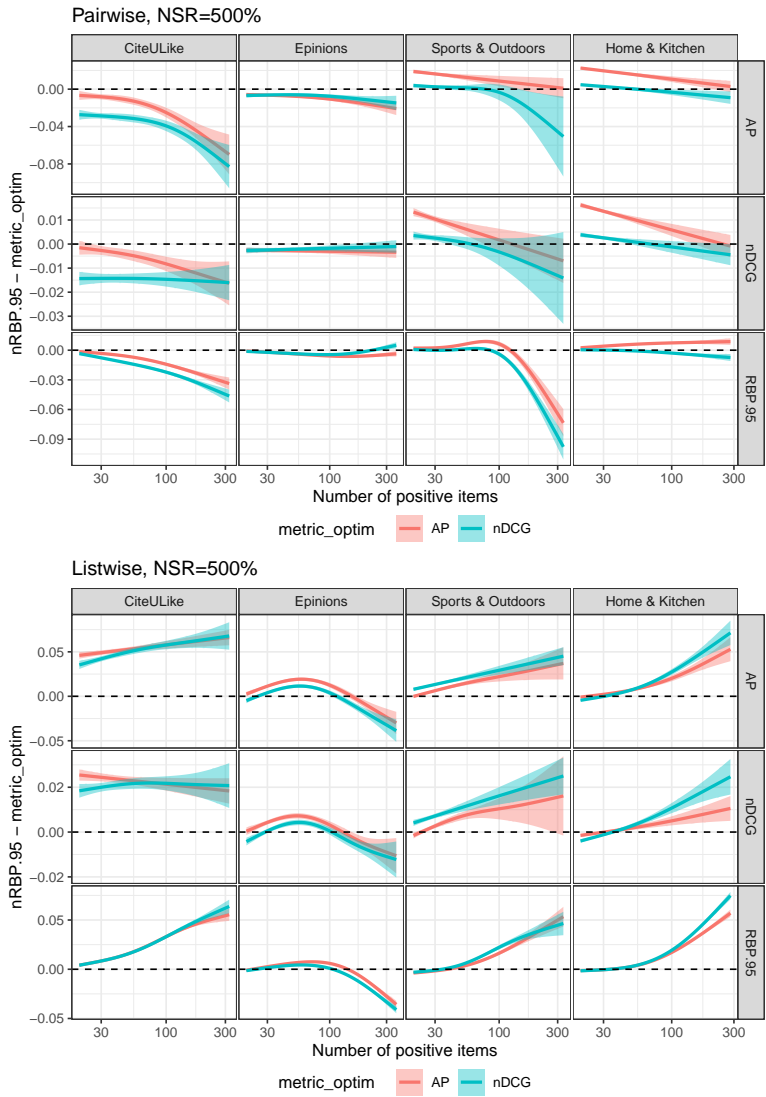 Pairwise, NSR=500%
CiteULike Epinions Sports & Outdoors Home & Kitchen
0.00
−0.04
−0.08
AP
0.01
0.00
−0.01
−0.02
−0.03
nDCG
0.00
−0.03
−0.06
−0.09
RBP.95
nRBP.95 − metric_optim
30 100 300 30 100 300 30 100 300 30 100 300
Number of positive items
metric_optim AP nDCG
Listwise, NSR=500%
CiteULike Epinions Sports & Outdoors Home & Kitchen
0.05
0.00
−0.05
AP
0.02
0.00
−0.02
nDCG
0.05
0.00
−0.05
RBP.95
nRBP.95 − metric_optim
30 100 300 30 100 300 30 100 300 30 100 300
Number of positive items
metric_optim AP nDCG